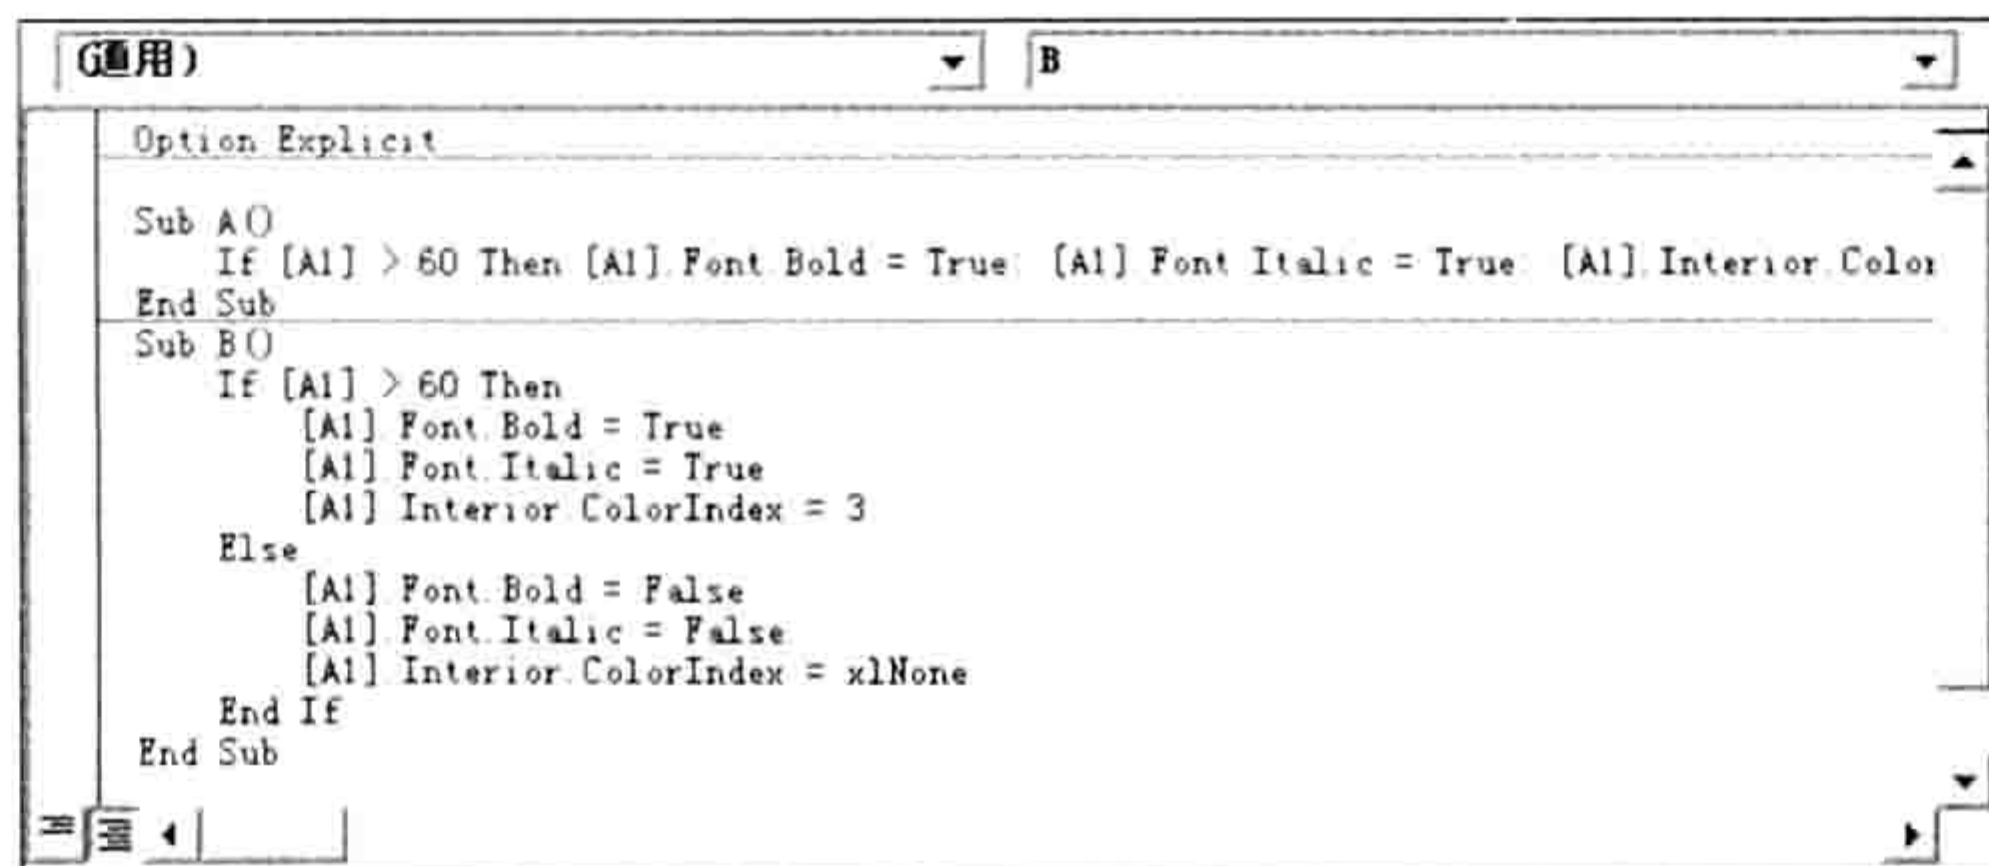 (通用)
B
Option Explicit
Sub A()
If [A1] > 60 Then [A1].Font.Bold = True: [A1].Font.Italic = True: [A1].Interior.Color
End Sub
Sub B()
If [A1] > 60 Then
[A1].Font.Bold = True
[A1].Font.Italic = True
[A1].Interior.ColorIndex = 3
Else
[A1].Font.Bold = False
[A1].Font.Italic = False
[A1].Interior.ColorIndex = xlNone
End If
End Sub